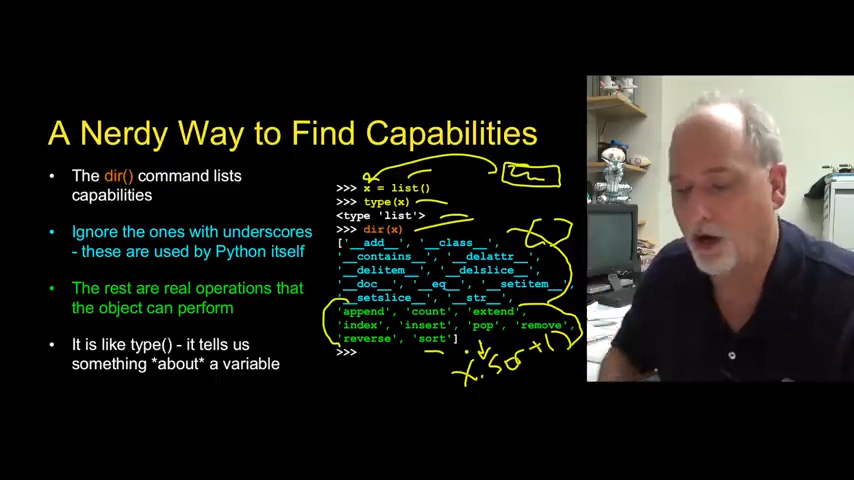 A Nerdy Way to Find Capabilities
• The dir() command lists
capabilities
• Ignore the ones with underscores
- these are used by Python itself
• The rest are real operations that
the object can perform
• It is like type() - it tells us
something *about* a variable
>>> x = list()
>>> type(x)
<type 'list'>
>>> dir(x)
['__add__', '__class__',
'__contains__', '__delattr__',
'__delitem__', '__delslice__',
'__doc__', '__eq__', '__setitem__',
'__setslice__', '__str__',
'append', 'count', 'extend',
'index', 'insert', 'pop', 'remove',
'reverse', 'sort']
>>>
x.sort()